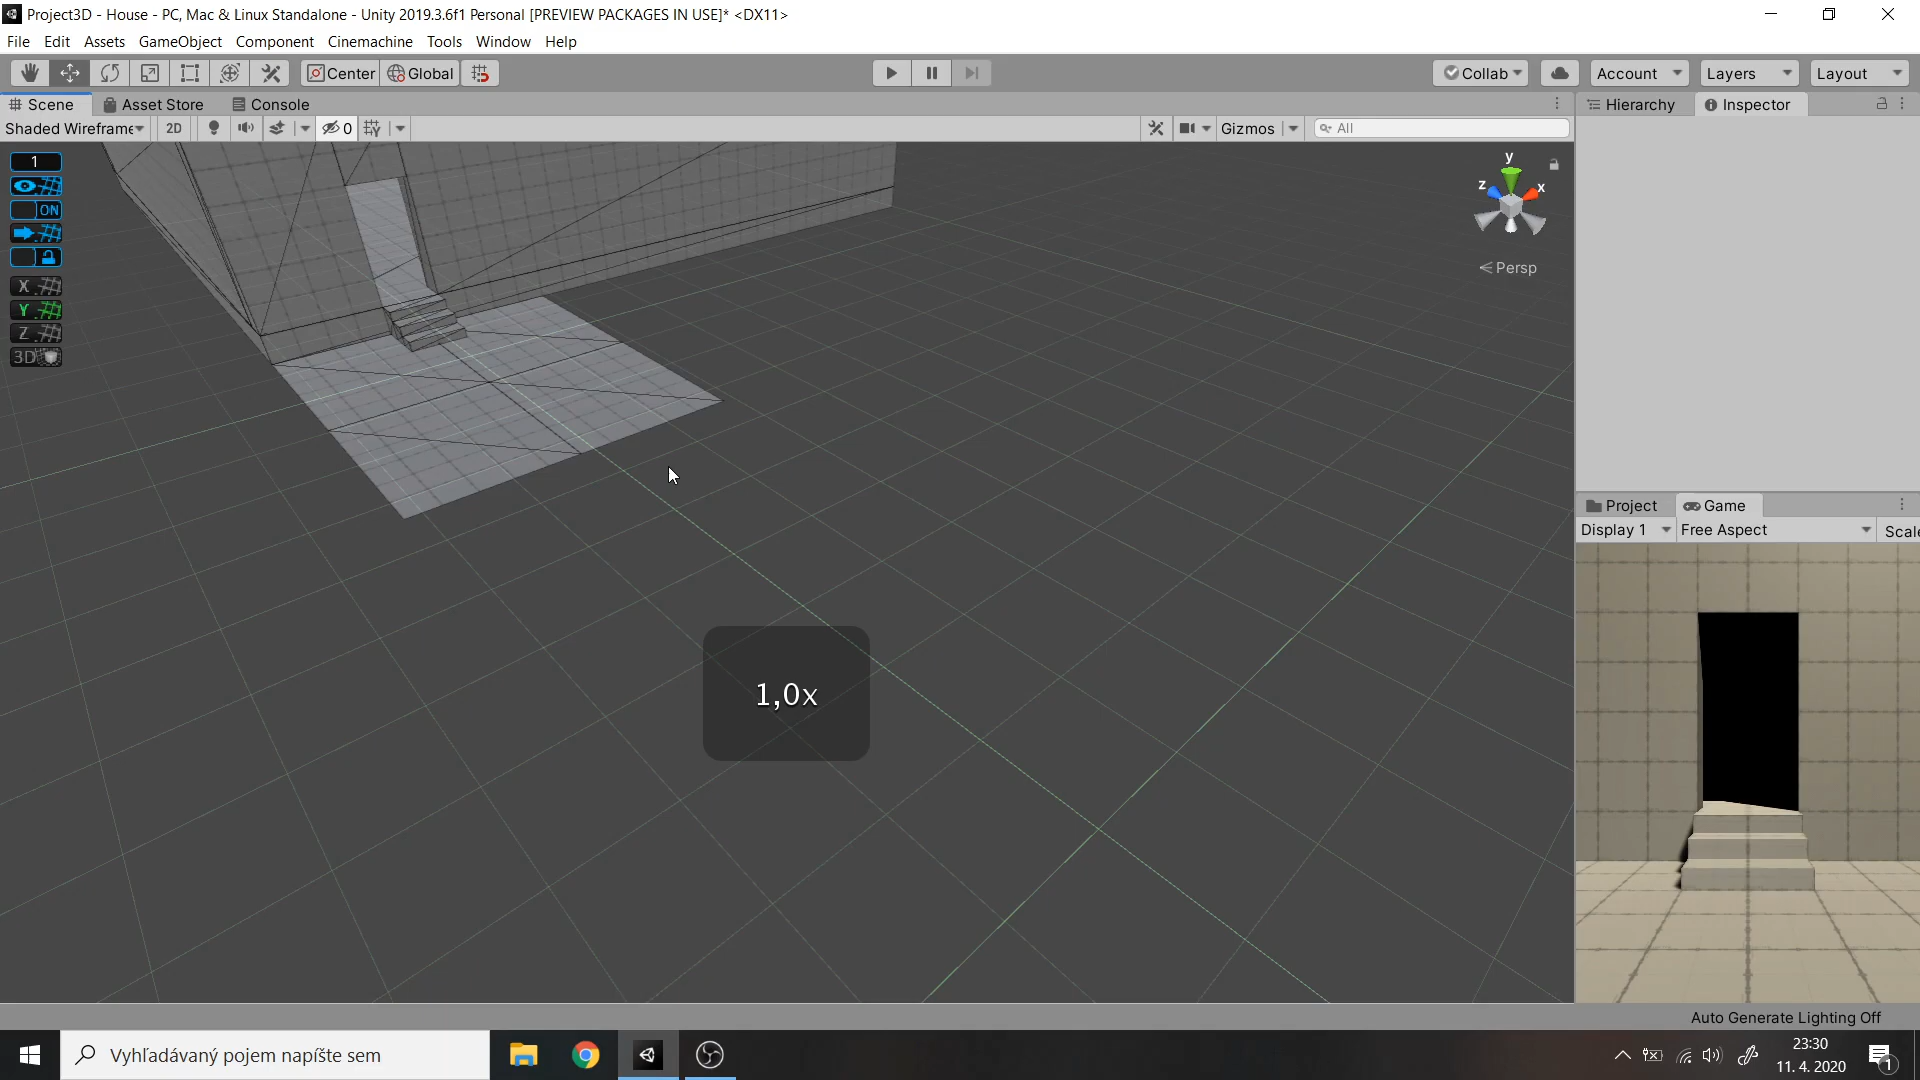 Project3D - House - PC, Mac & Linux Standalone - Unity 2019.3.6f1 Personal [PREVIEW PACKAGES IN USE]* <DX11>
File Edit Assets GameObject Component Cinemachine Tools Window Help
Center Global Collab Account Layers Layout
Scene Asset Store Console Hierarchy Inspector
Shaded Wireframe 2D 0 Gizmos All
1
ON
X
Y
Z
3D
y
z x
Persp
Project Game
Display 1 Free Aspect Scale
1,0x
Auto Generate Lighting Off
Vyhľadávaný pojem napíšte sem
23:30
11. 4. 2020
1